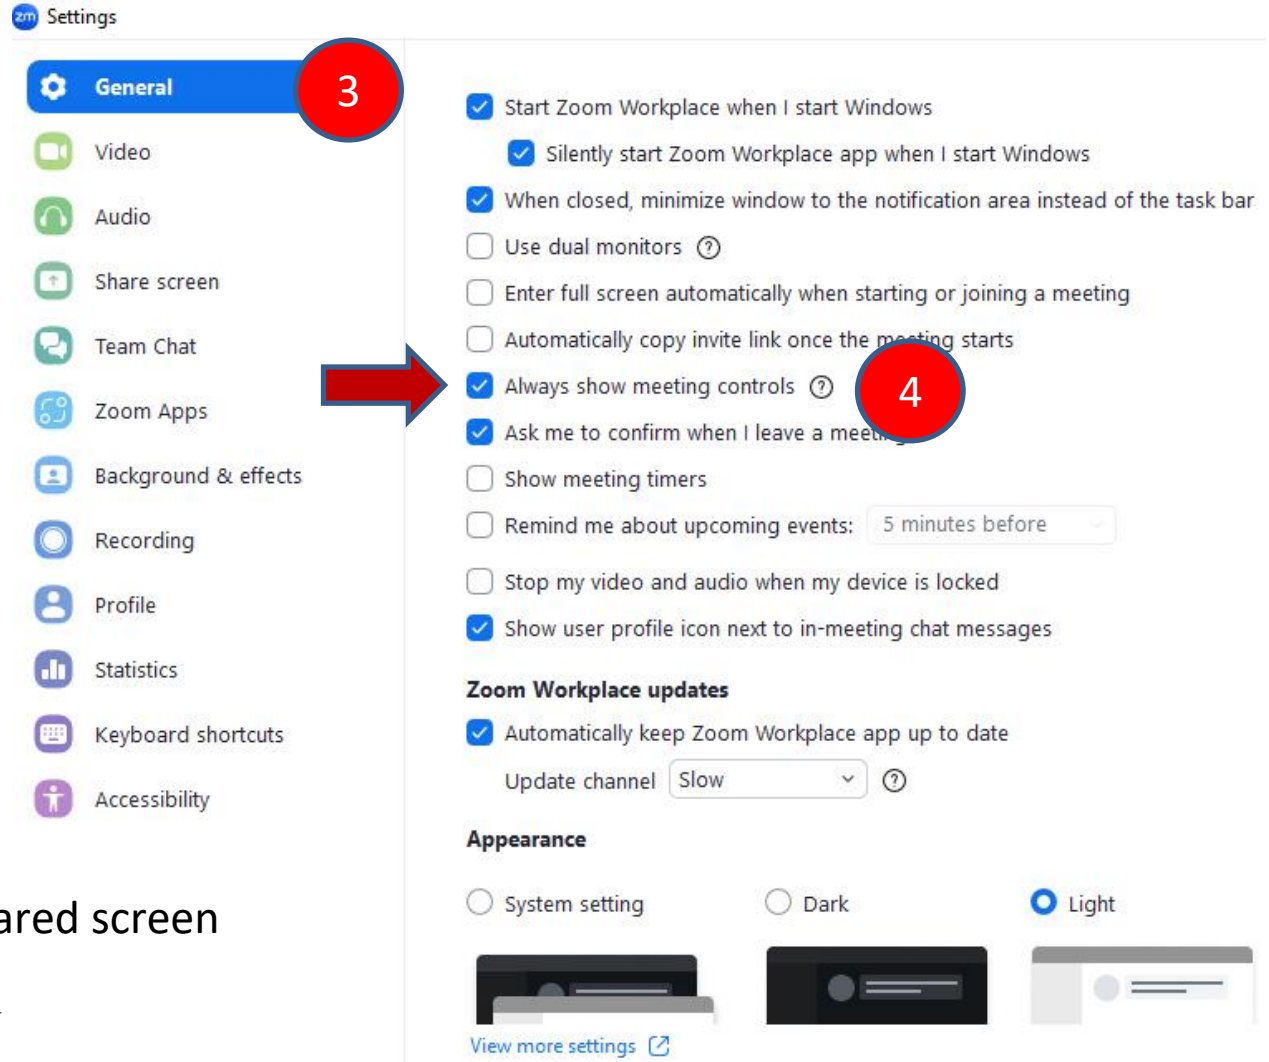 zm Settings
General
3
Video
Audio
Share screen
Team Chat
Zoom Apps
Background & effects
Recording
Profile
Statistics
Keyboard shortcuts
Accessibility
ared screen
Start Zoom Workplace when I start Windows
Silently start Zoom Workplace app when I start Windows
When closed, minimize window to the notification area instead of the task bar
Use dual monitors ?
Enter full screen automatically when starting or joining a meeting
Automatically copy invite link once the meeting starts
Always show meeting controls ?
4
Ask me to confirm when I leave a meeting
Show meeting timers
Remind me about upcoming events: 5 minutes before
Stop my video and audio when my device is locked
Show user profile icon next to in-meeting chat messages
Zoom Workplace updates
Automatically keep Zoom Workplace app up to date
Update channel Slow ?
Appearance
System setting Dark Light
View more settings